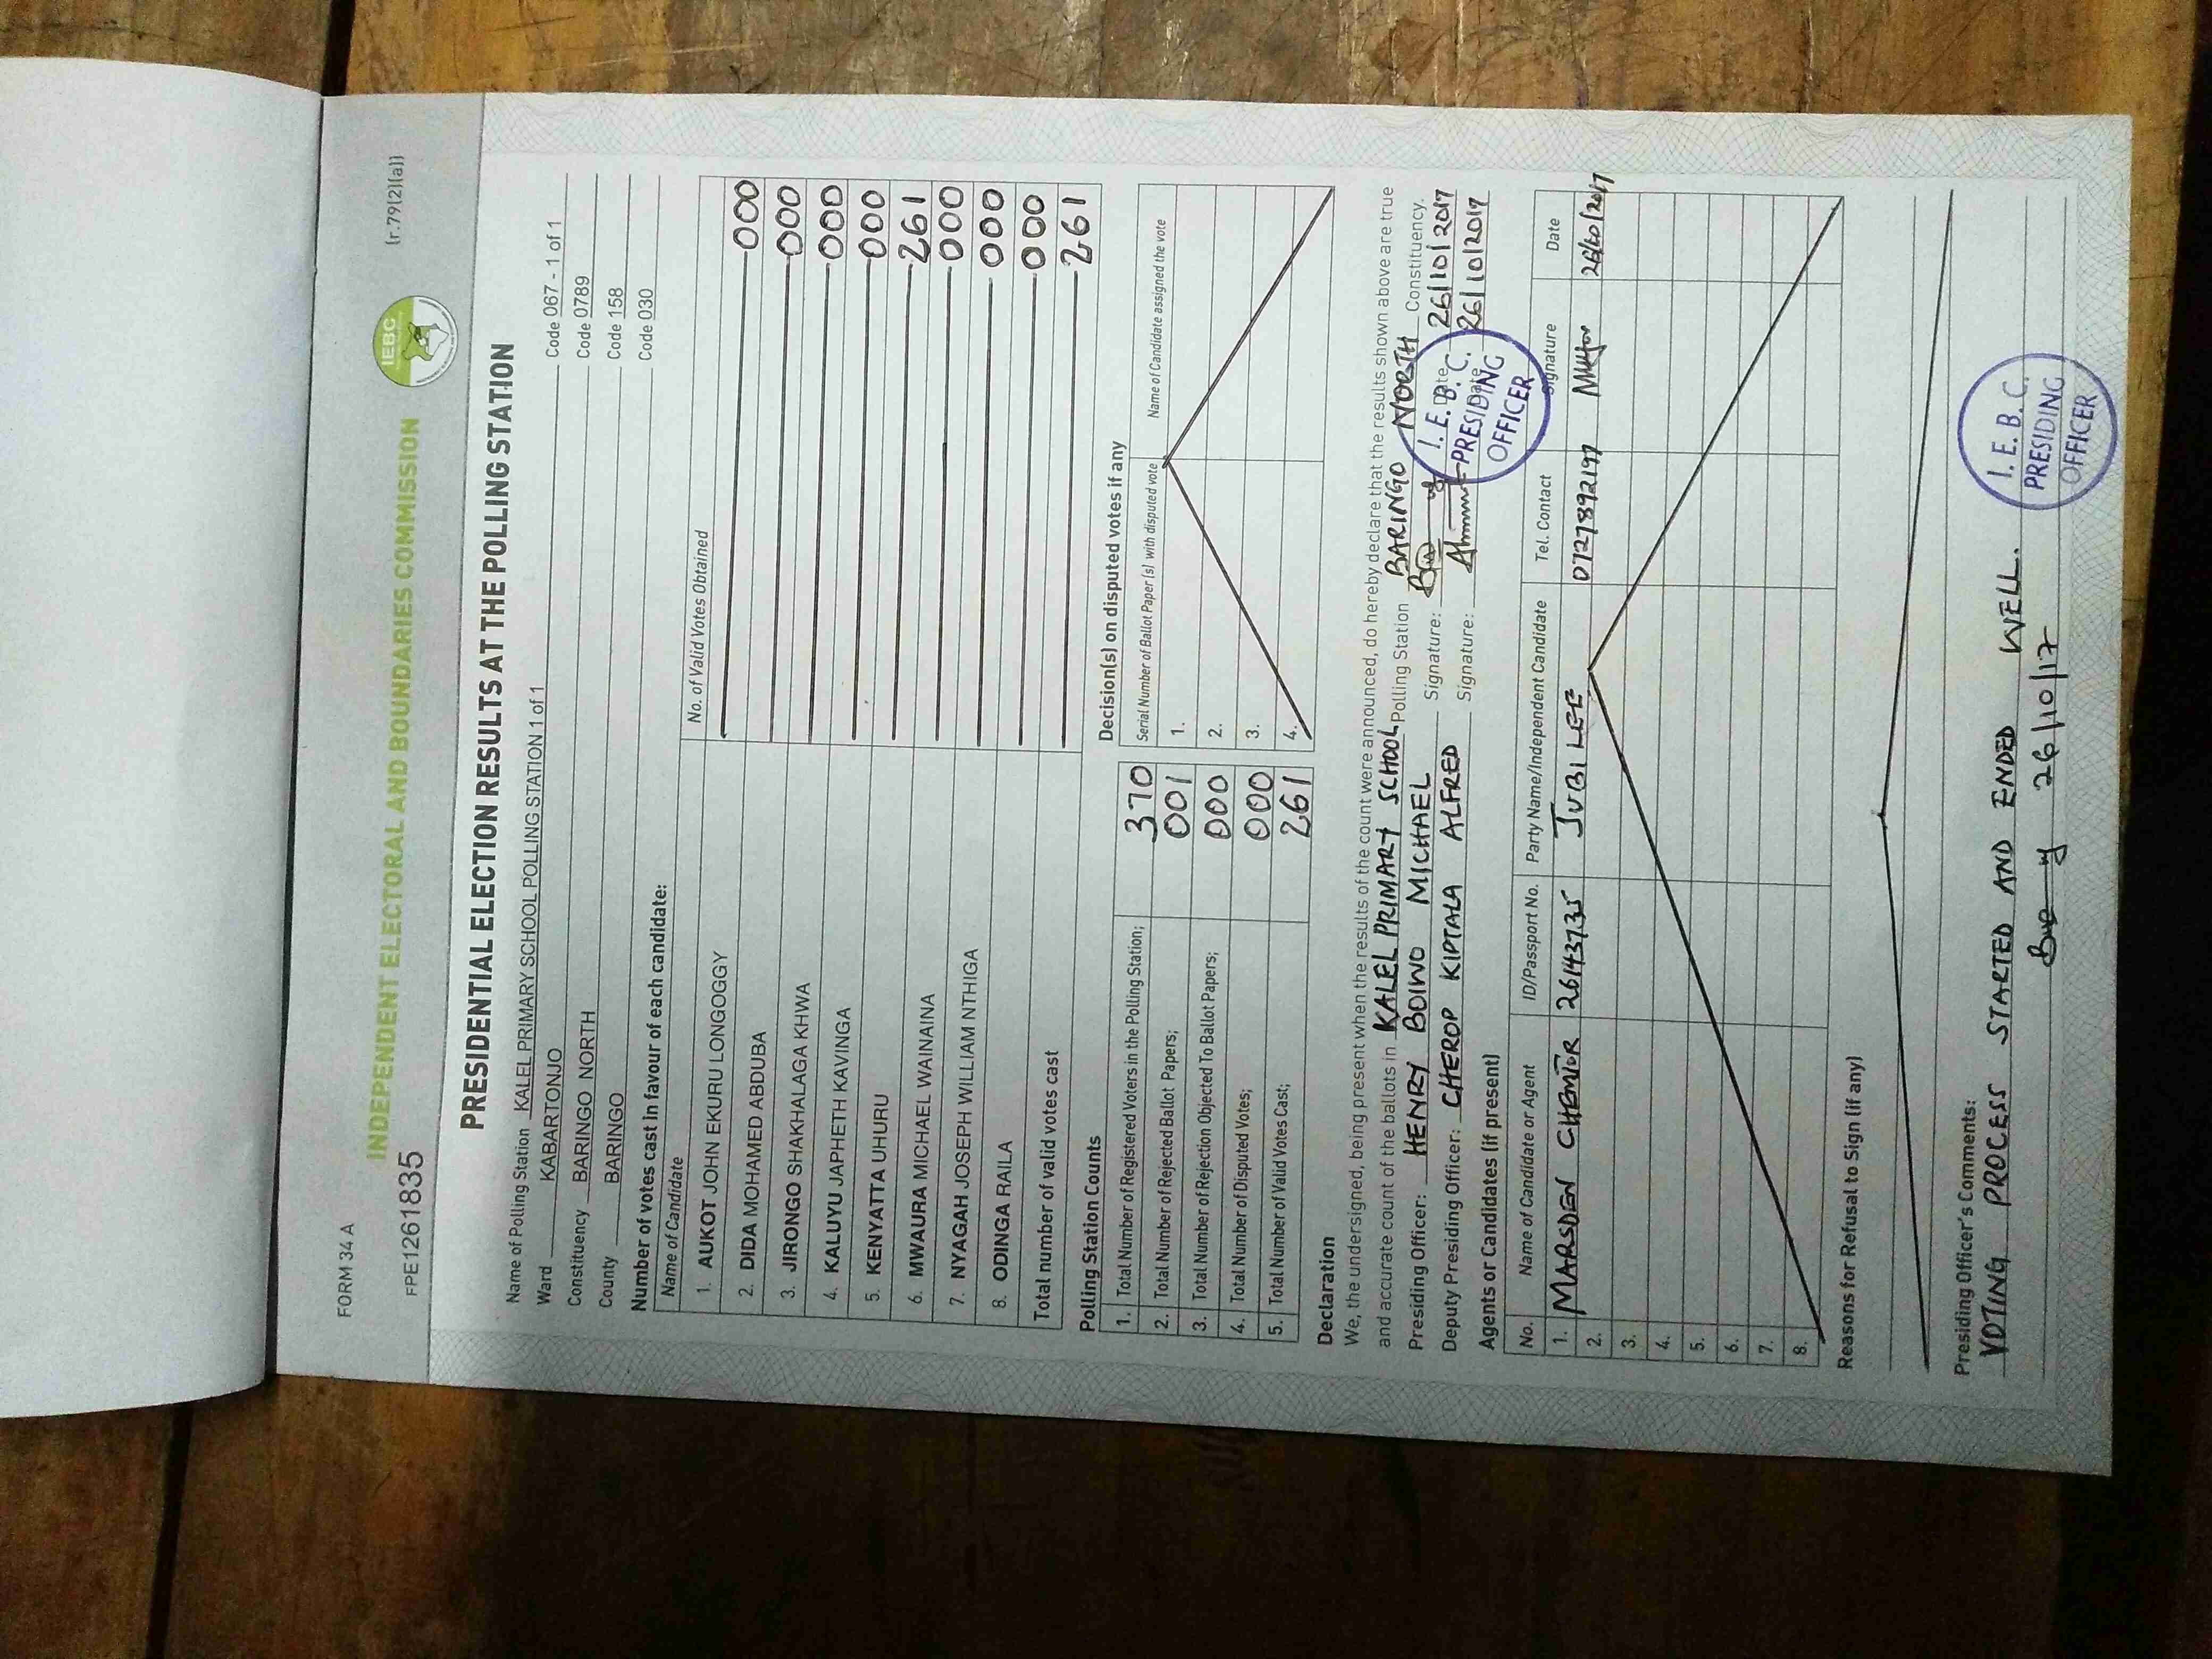 FORM 34 A
(r.79(2)(a))
INDEPENDENT ELECTORAL AND BOUNDARIES COMMISSION
IEBC
FPE1261835
PRESIDENTIAL ELECTION RESULTS AT THE POLLING STATION
Name of Polling Station KALEL PRIMARY SCHOOL POLLING STATION 1 of 1 Code 067 - 1 of 1
Ward KABARTONJO Code 0789
Constituency BARINGO NORTH Code 158
County BARINGO Code 030
Number of votes cast in favour of each candidate:
Name of Candidate No. of Valid Votes Obtained
1. AUKOT JOHN EKURU LONGOGGY 000
2. DIDA MOHAMED ABDUBA 000
3. JIRONGO SHAKHALAGA KHWA 000
4. KALUYU JAPHETH KAVINGA 000
5. KENYATTA UHURU 261
6. MWAURA MICHAEL WAINAINA 000
7. NYAGAH JOSEPH WILLIAM NTHIGA 000
8. ODINGA RAILA 000
Total number of valid votes cast 261
Polling Station Counts
1. Total Number of Registered Voters in the Polling Station; 370
2. Total Number of Rejected Ballot Papers; 001
3. Total Number of Rejection Objected To Ballot Papers; 000
4. Total Number of Disputed Votes; 000
5. Total Number of Valid Votes Cast; 261
Decision(s) on disputed votes if any
Serial Number of Ballot Paper(s) with disputed vote Name of Candidate assigned the vote
1.
2.
3.
4.
Declaration
We, the undersigned, being present when the results of the count were announced, do hereby declare that the results shown above are true
and accurate count of the ballots in KALEL PRIMARY SCHOOL Polling Station BARINGO NORTH Constituency.
Presiding Officer: HENRY BOIWO MICHAEL Signature: Date 26/10/2017
Deputy Presiding Officer: CHEROP KIPTALA ALFRED Signature: Date 26/10/2017
I. E. B. C.
PRESIDING
OFFICER
Agents or Candidates (if present)
No. Name of Candidate or Agent ID/Passport No. Party Name/Independent Candidate Tel. Contact Signature Date
1. MARSDEN CHEMTOR 26143735 JUBILEE 0727892197 26/10/2017
2.
3.
4.
5.
6.
7.
8.
Reasons for Refusal to Sign (if any)
Presiding Officer's Comments:
VOTING PROCESS STARTED AND ENDED WELL.
26/10/17
I. E. B. C.
PRESIDING
OFFICER